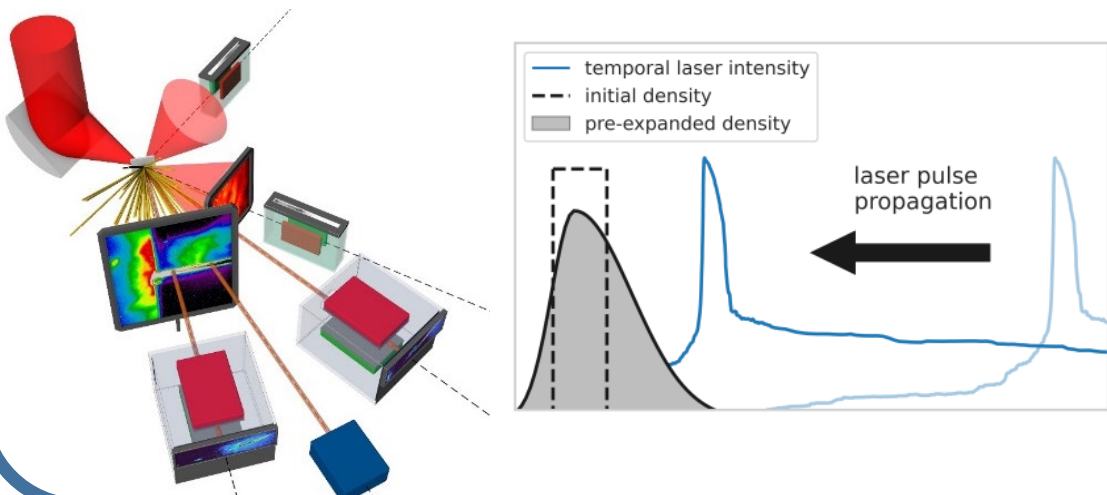 temporal laser intensity
initial density
pre-expanded density
laser pulse
propagation